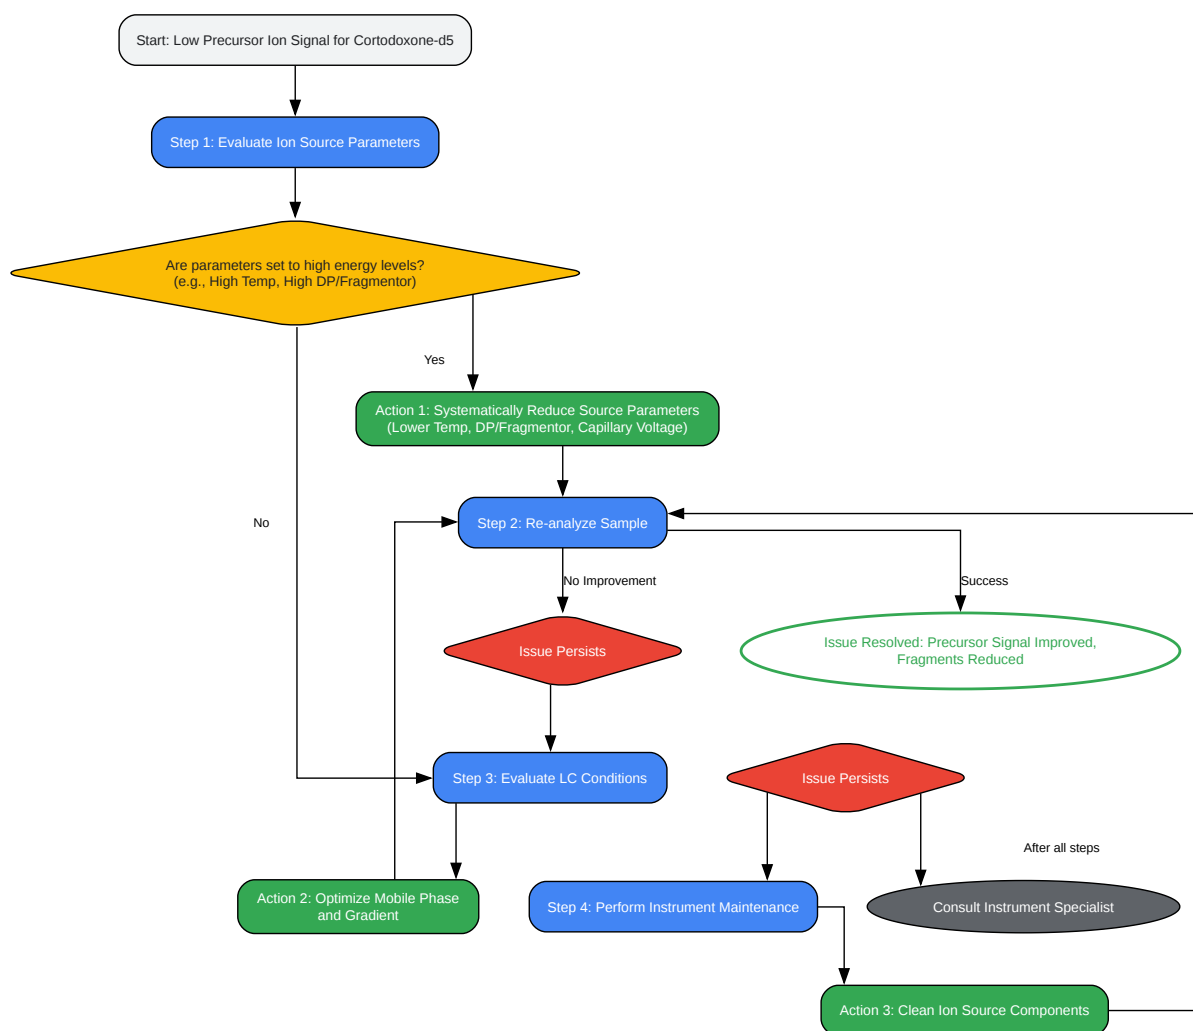 Start: Low Precursor Ion Signal for Cortodoxone-d5
Step 1: Evaluate Ion Source Parameters
Are parameters set to high energy levels?
(e.g., High Temp, High DP/Fragmentor)
Yes
Action 1: Systematically Reduce Source Parameters
(Lower Temp, DP/Fragmentor, Capillary Voltage)
No
Step 2: Re-analyze Sample
No Improvement
Success
Issue Persists
Issue Resolved: Precursor Signal Improved,
Fragments Reduced
Step 3: Evaluate LC Conditions
Issue Persists
After all steps
Action 2: Optimize Mobile Phase
and Gradient
Step 4: Perform Instrument Maintenance
Consult Instrument Specialist
Action 3: Clean Ion Source Components